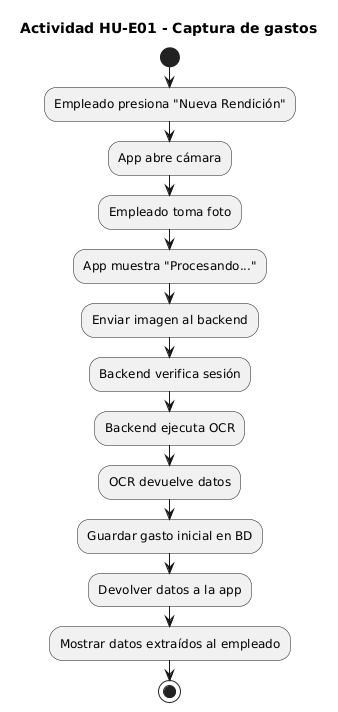 Actividad HU-E01 - Captura de gastos
Empleado presiona "Nueva Rendición"
App abre cámara
Empleado toma foto
App muestra "Procesando..."
Enviar imagen al backend
Backend verifica sesión
Backend ejecuta OCR
OCR devuelve datos
Guardar gasto inicial en BD
Devolver datos a la app
Mostrar datos extraídos al empleado